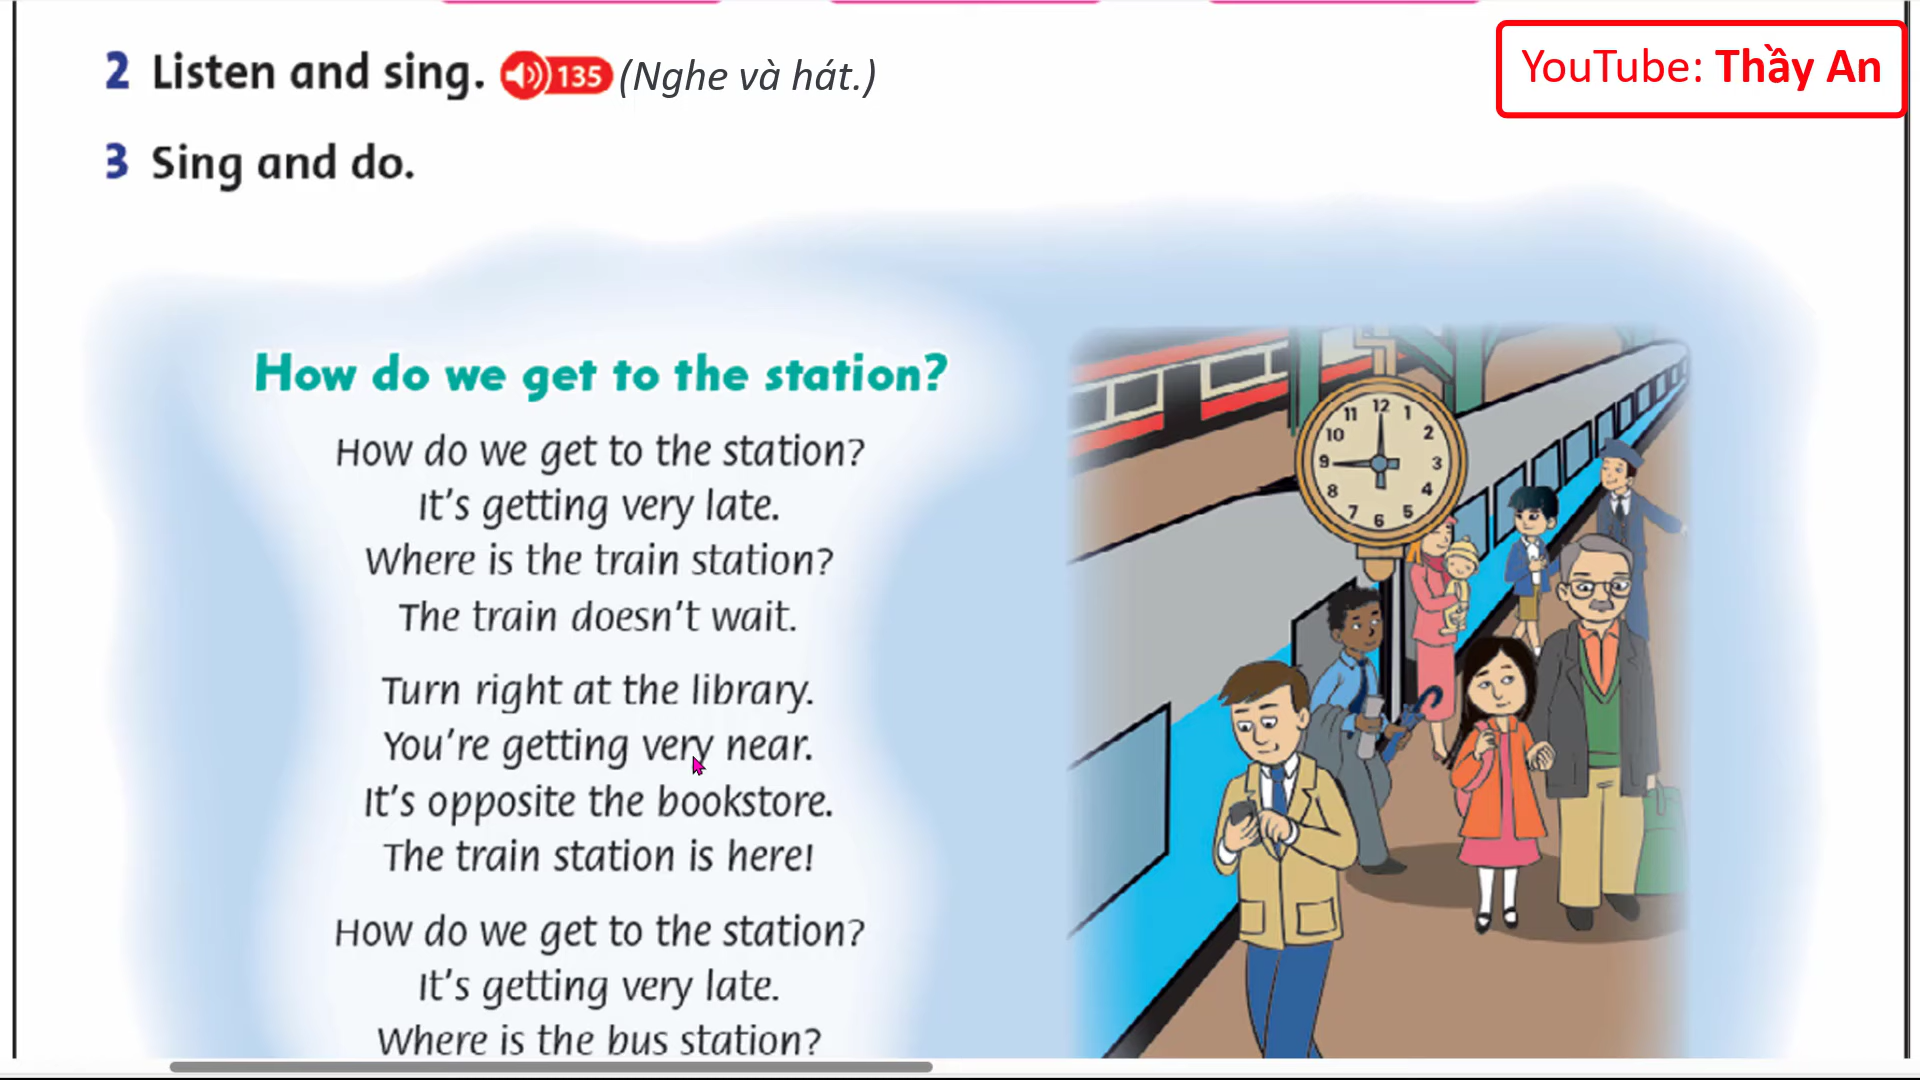 2 Listen and sing. 135 (Nghe và hát.)
YouTube: Thầy An
3 Sing and do.
How do we get to the station?
How do we get to the station?
It's getting very late.
Where is the train station?
The train doesn't wait.
Turn right at the library.
You're getting very near.
It's opposite the bookstore.
The train station is here!
How do we get to the station?
It's getting very late.
Where is the bus station?
12
1
2
3
4
5
6
7
8
9
10
11